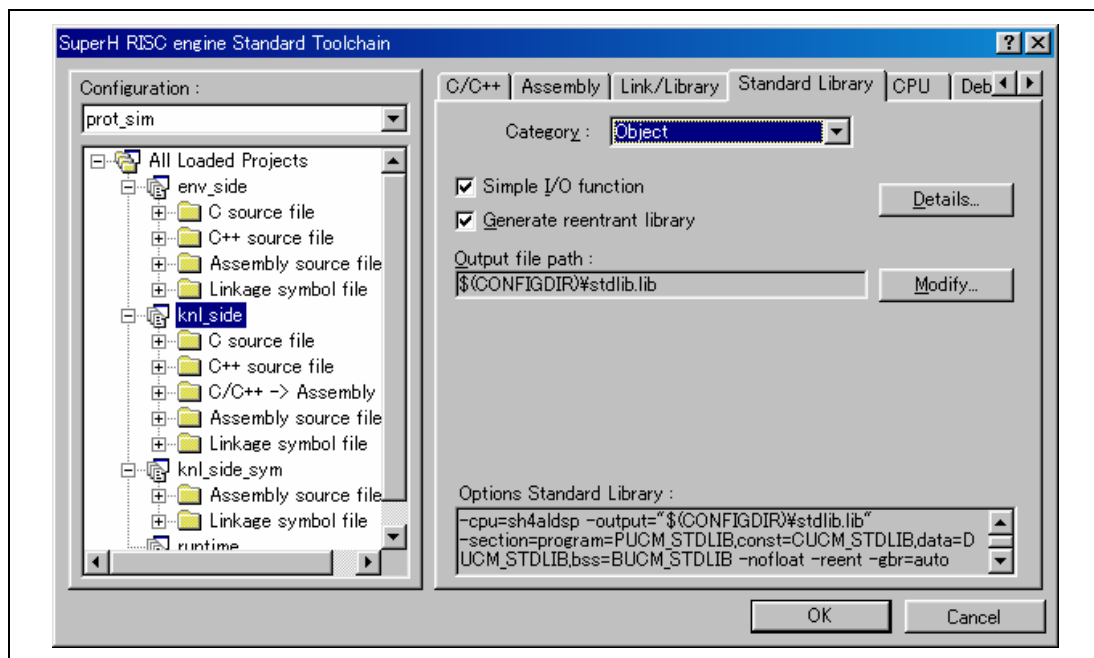 SuperH RISC engine Standard Toolchain
Configuration :
prot_sim
All Loaded Projects
env_side
C source file
C++ source file
Assembly source file
Linkage symbol file
knl_side
C source file
C++ source file
C/C++ -> Assembly
Assembly source file
Linkage symbol file
knl_side_sym
Assembly source file
Linkage symbol file
runtime
C/C++
Assembly
Link/Library
Standard Library
CPU
Deb
Category :
Object
Simple I/O function
Generate reentrant library
Details...
Output file path :
$(CONFIGDIR)¥stdlib.lib
Modify...
Options Standard Library :
-cpu=sh4aldsp -output="$(CONFIGDIR)¥stdlib.lib"
-section=program=PUCM_STDLIB,const=CUCM_STDLIB,data=D
UCM_STDLIB,bss=BUCM_STDLIB -nofloat -reent -gbr=auto
OK
Cancel